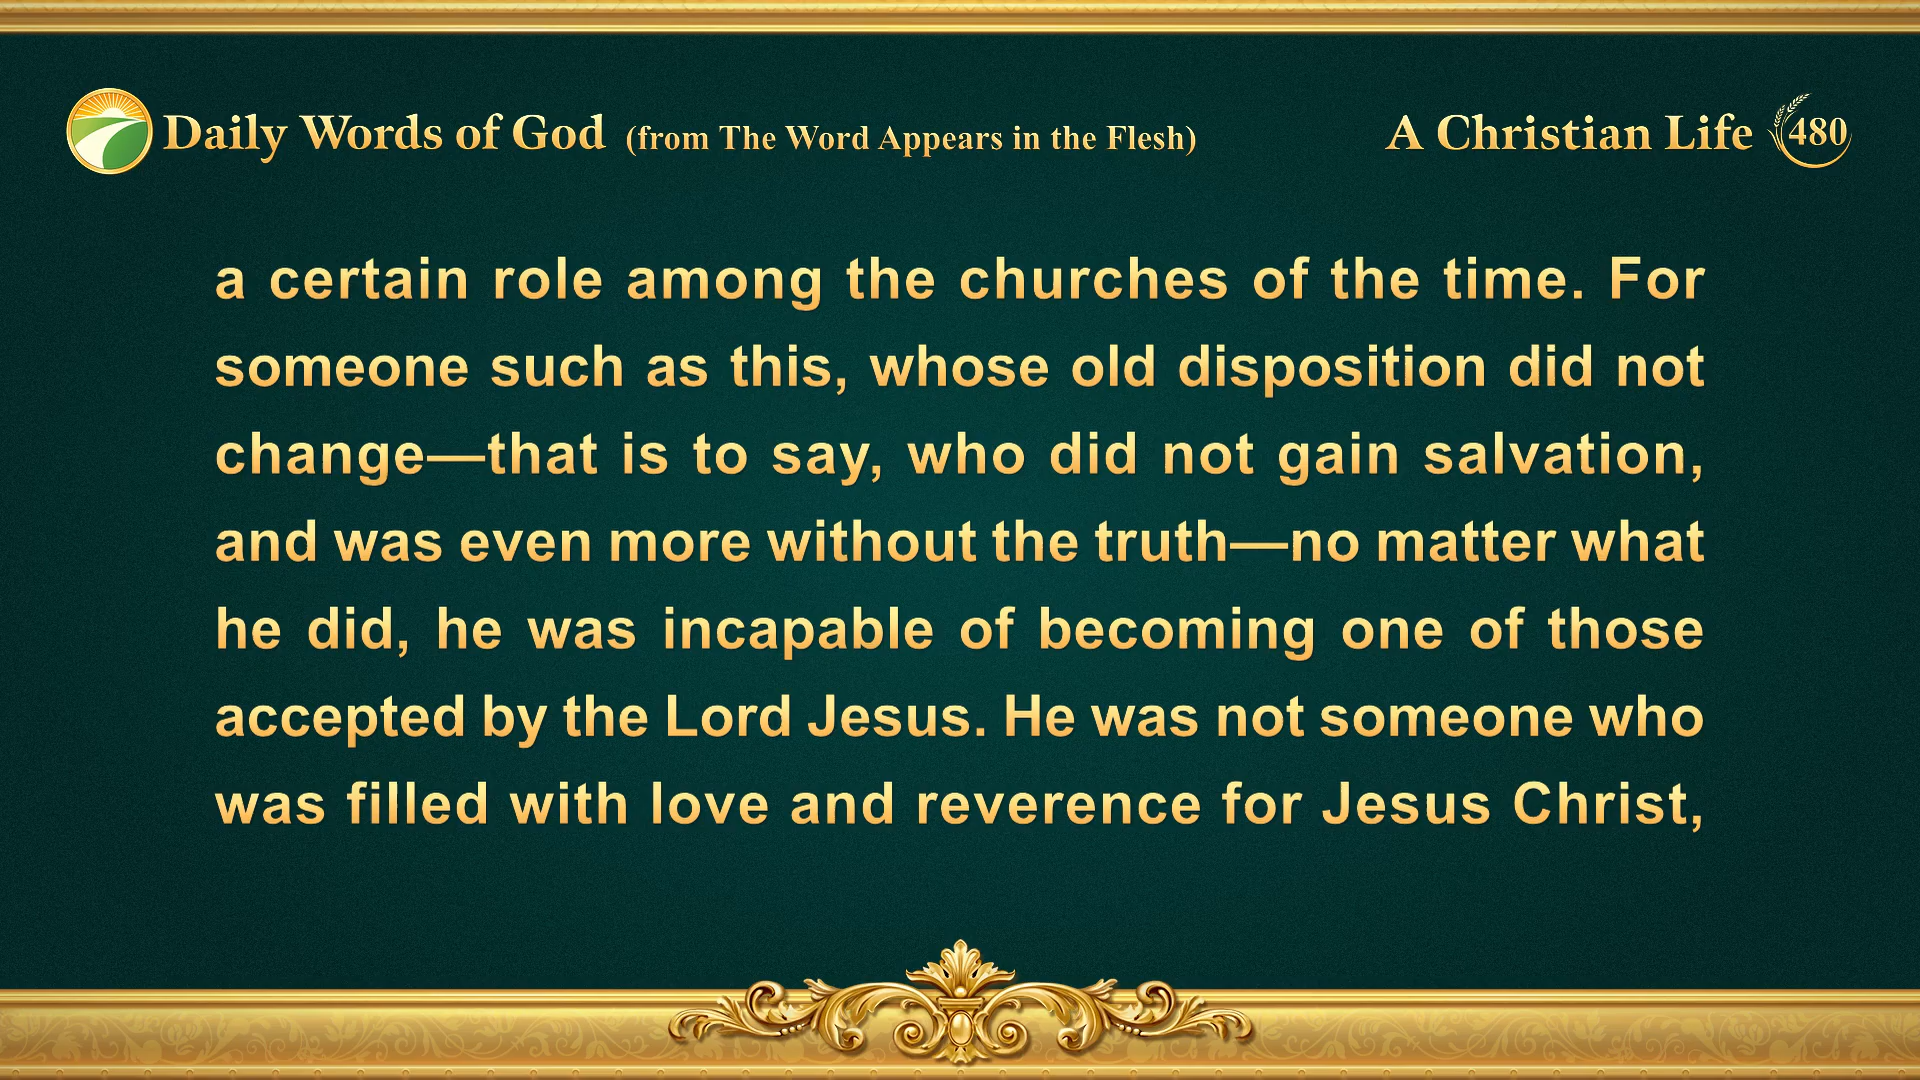 Daily Words of God (from The Word Appears in the Flesh)
A Christian Life 480
a certain role among the churches of the time. For
someone such as this, whose old disposition did not
change—that is to say, who did not gain salvation,
and was even more without the truth—no matter what
he did, he was incapable of becoming one of those
accepted by the Lord Jesus. He was not someone who
was filled with love and reverence for Jesus Christ,